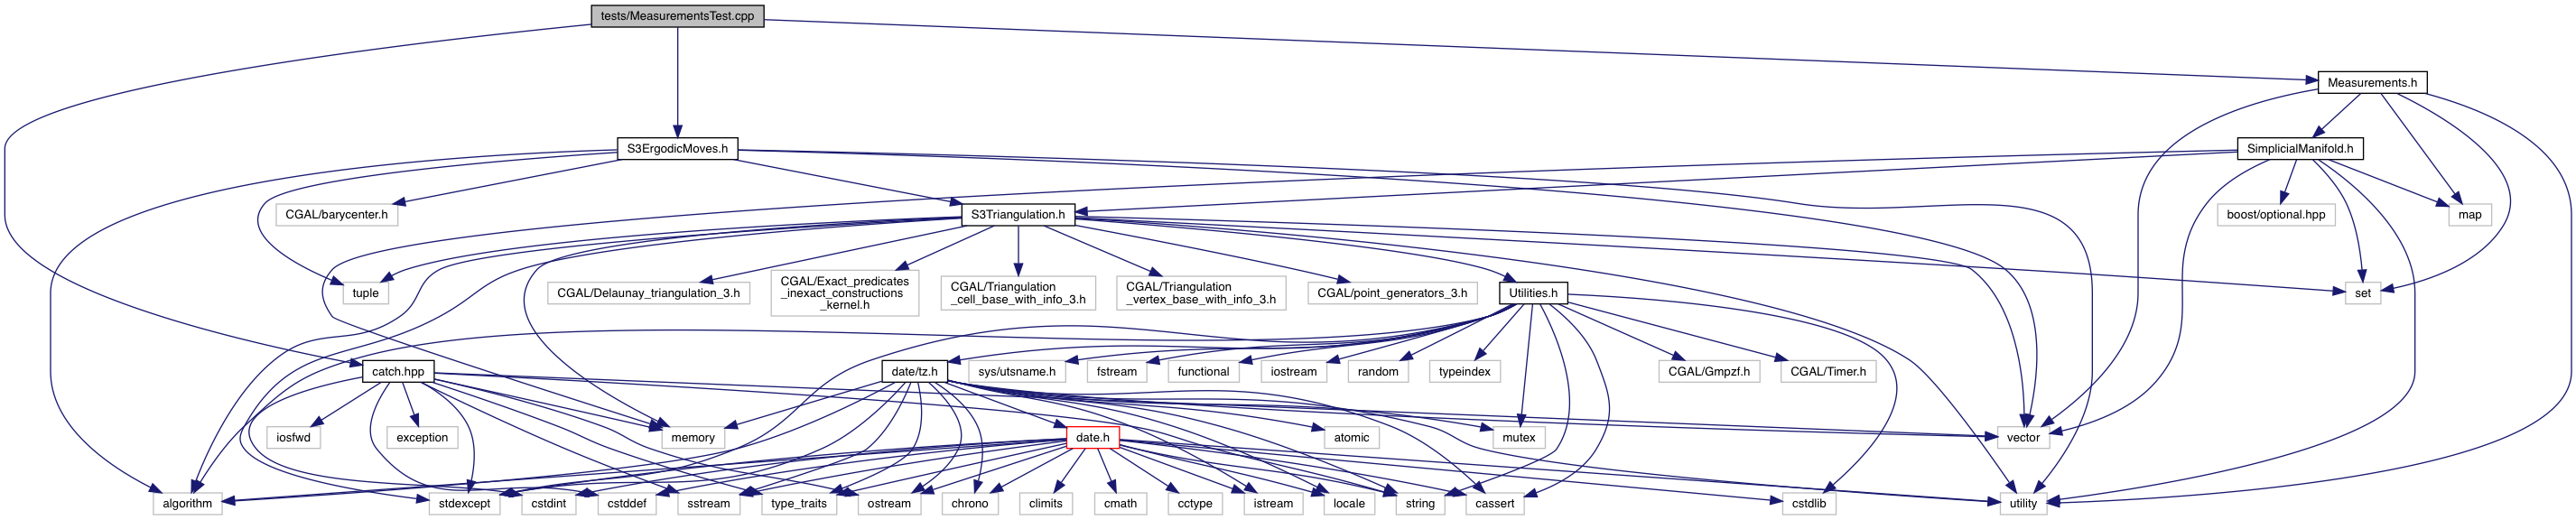 tests/MeasurementsTest.cpp
Measurements.h
S3ErgodicMoves.h
SimplicialManifold.h
CGAL/barycenter.h
S3Triangulation.h
boost/optional.hpp
map
tuple
CGAL/Delaunay_triangulation_3.h
CGAL/Exact_predicates
_inexact_constructions
_kernel.h
CGAL/Triangulation
_cell_base_with_info_3.h
CGAL/Triangulation
_vertex_base_with_info_3.h
CGAL/point_generators_3.h
Utilities.h
set
catch.hpp
date/tz.h
sys/utsname.h
fstream
functional
iostream
random
typeindex
CGAL/Gmpzf.h
CGAL/Timer.h
iosfwd
exception
memory
date.h
atomic
mutex
vector
algorithm
stdexcept
cstdint
cstddef
sstream
type_traits
ostream
chrono
climits
cmath
cctype
istream
locale
string
cassert
cstdlib
utility